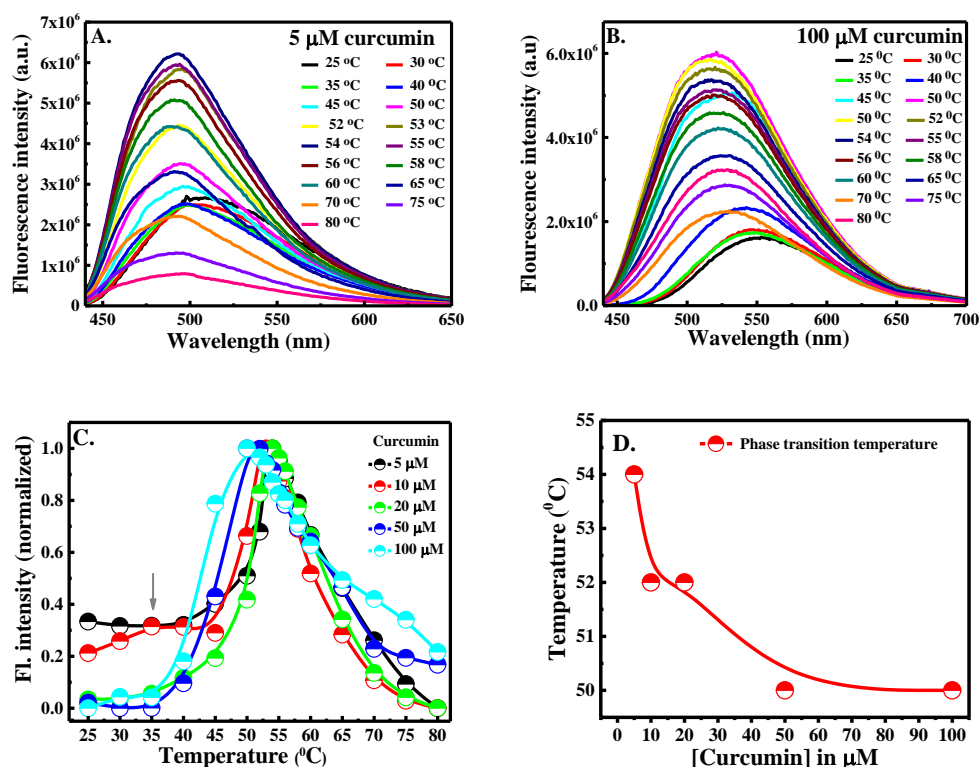 A.
5 μM curcumin
25 °C 30 °C
35 °C 40 °C
45 °C 50 °C
52 °C 53 °C
54 °C 55 °C
56 °C 58 °C
60 °C 65 °C
70 °C 75 °C
80 °C
Fluorescence intensity (a.u.)
7x10⁶
6x10⁶
5x10⁶
4x10⁶
3x10⁶
2x10⁶
1x10⁶
0
450 500 550 600 650
Wavelength (nm)
B.
100 μM curcumin
25 ⁰C 30 ⁰C
35 ⁰C 40 ⁰C
45 ⁰C 50 ⁰C
50 ⁰C 52 ⁰C
54 ⁰C 55 ⁰C
56 ⁰C 58 ⁰C
60 ⁰C 65 ⁰C
70 ⁰C 75 ⁰C
80 ⁰C
Flourescence intensity (a.u)
6.0x10⁶
4.0x10⁶
2.0x10⁶
0.0
450 500 550 600 650 700
Wavelength (nm)
C.
Curcumin
5 μM
10 μM
20 μM
50 μM
100 μM
Fl. intensity (normalized)
1.0
0.8
0.6
0.4
0.2
0.0
25 30 35 40 45 50 55 60 65 70 75 80
Temperature (⁰C)
D.
Phase transition temperature
Temperature (⁰C)
55
54
53
52
51
50
0 10 20 30 40 50 60 70 80 90 100
[Curcumin] in μM